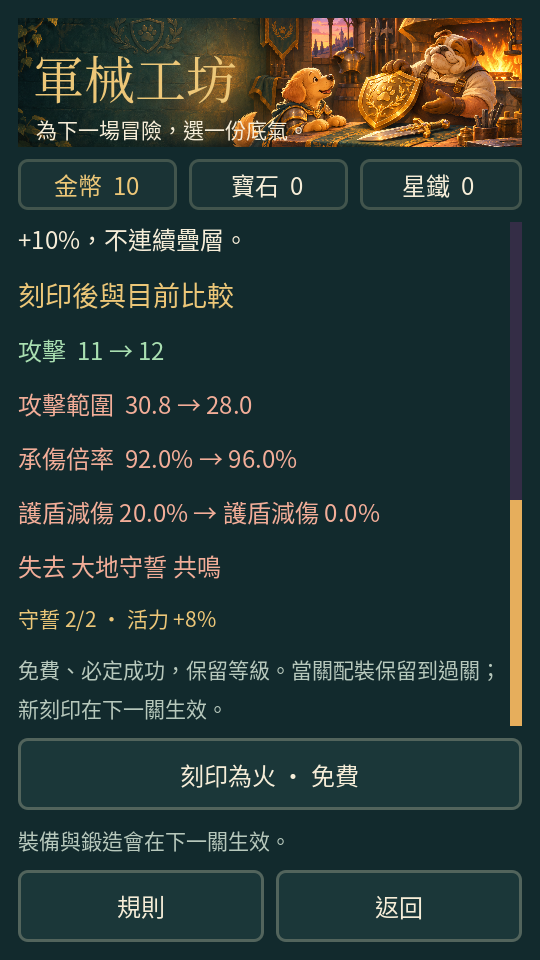 軍械工坊
為下一場冒險，選一份底氣。
金幣 10
寶石 0
星鐵 0
+10%，不連續疊層。
刻印後與目前比較
攻擊 11 → 12
攻擊範圍 30.8 → 28.0
承傷倍率 92.0% → 96.0%
護盾減傷 20.0% → 護盾減傷 0.0%
失去 大地守誓 共鳴
守誓 2/2 · 活力 +8%
免費、必定成功，保留等級。當關配裝保留到過關；
新刻印在下一關生效。
刻印為火 · 免費
裝備與鍛造會在下一關生效。
規則
返回